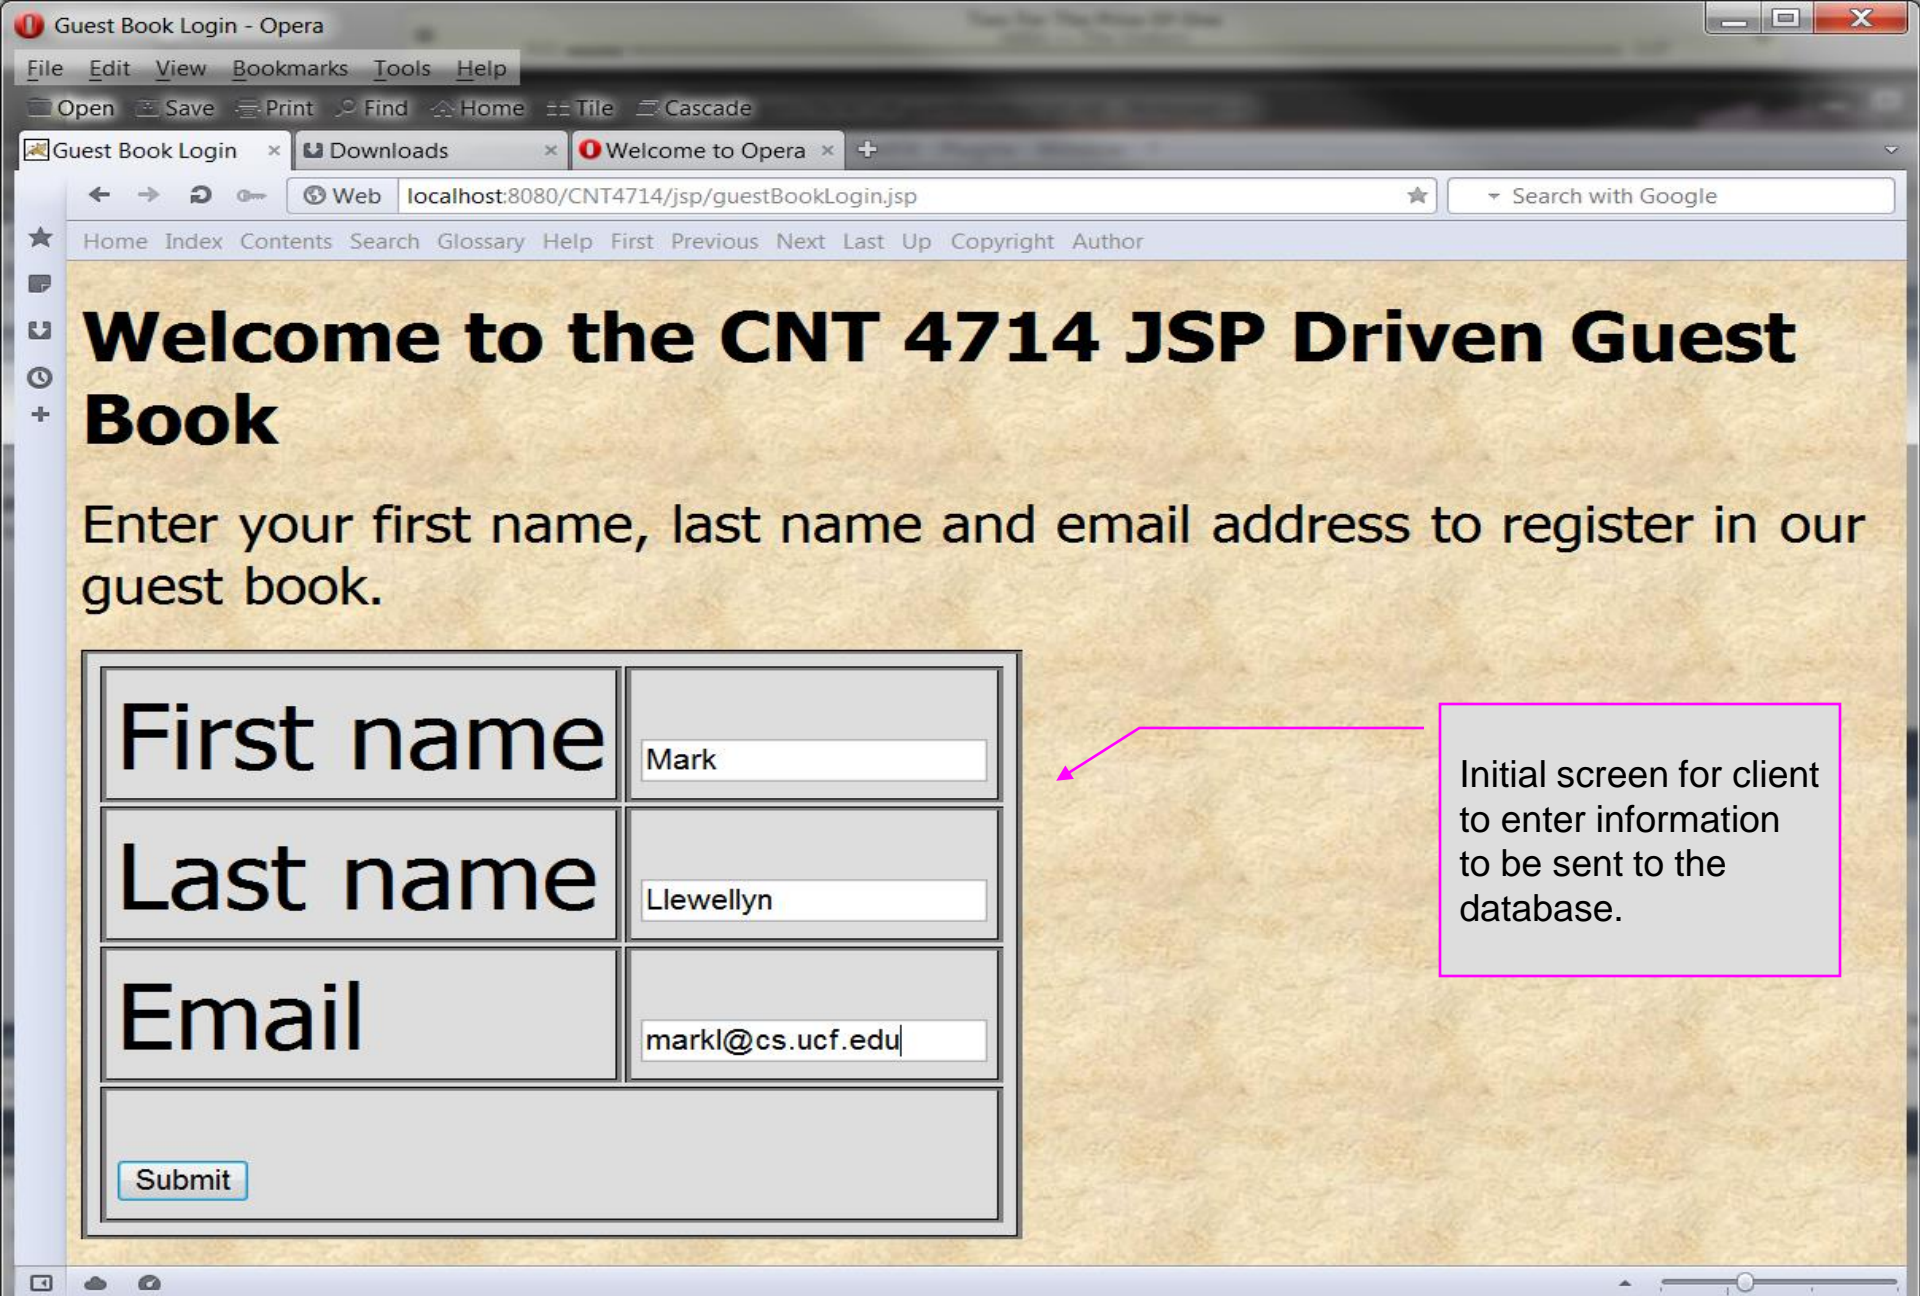 Guest Book Login - Opera
File Edit View Bookmarks Tools Help
Open Save Print Find Home Tile Cascade
Guest Book Login Downloads Welcome to Opera
Web localhost:8080/CNT4714/jsp/guestBookLogin.jsp Search with Google
Home Index Contents Search Glossary Help First Previous Next Last Up Copyright Author
Welcome to the CNT 4714 JSP Driven Guest
Book
Enter your first name, last name and email address to register in our
guest book.
First name Mark
Last name Llewellyn
Email markl@cs.ucf.edu
Submit
Initial screen for client
to enter information
to be sent to the
database.